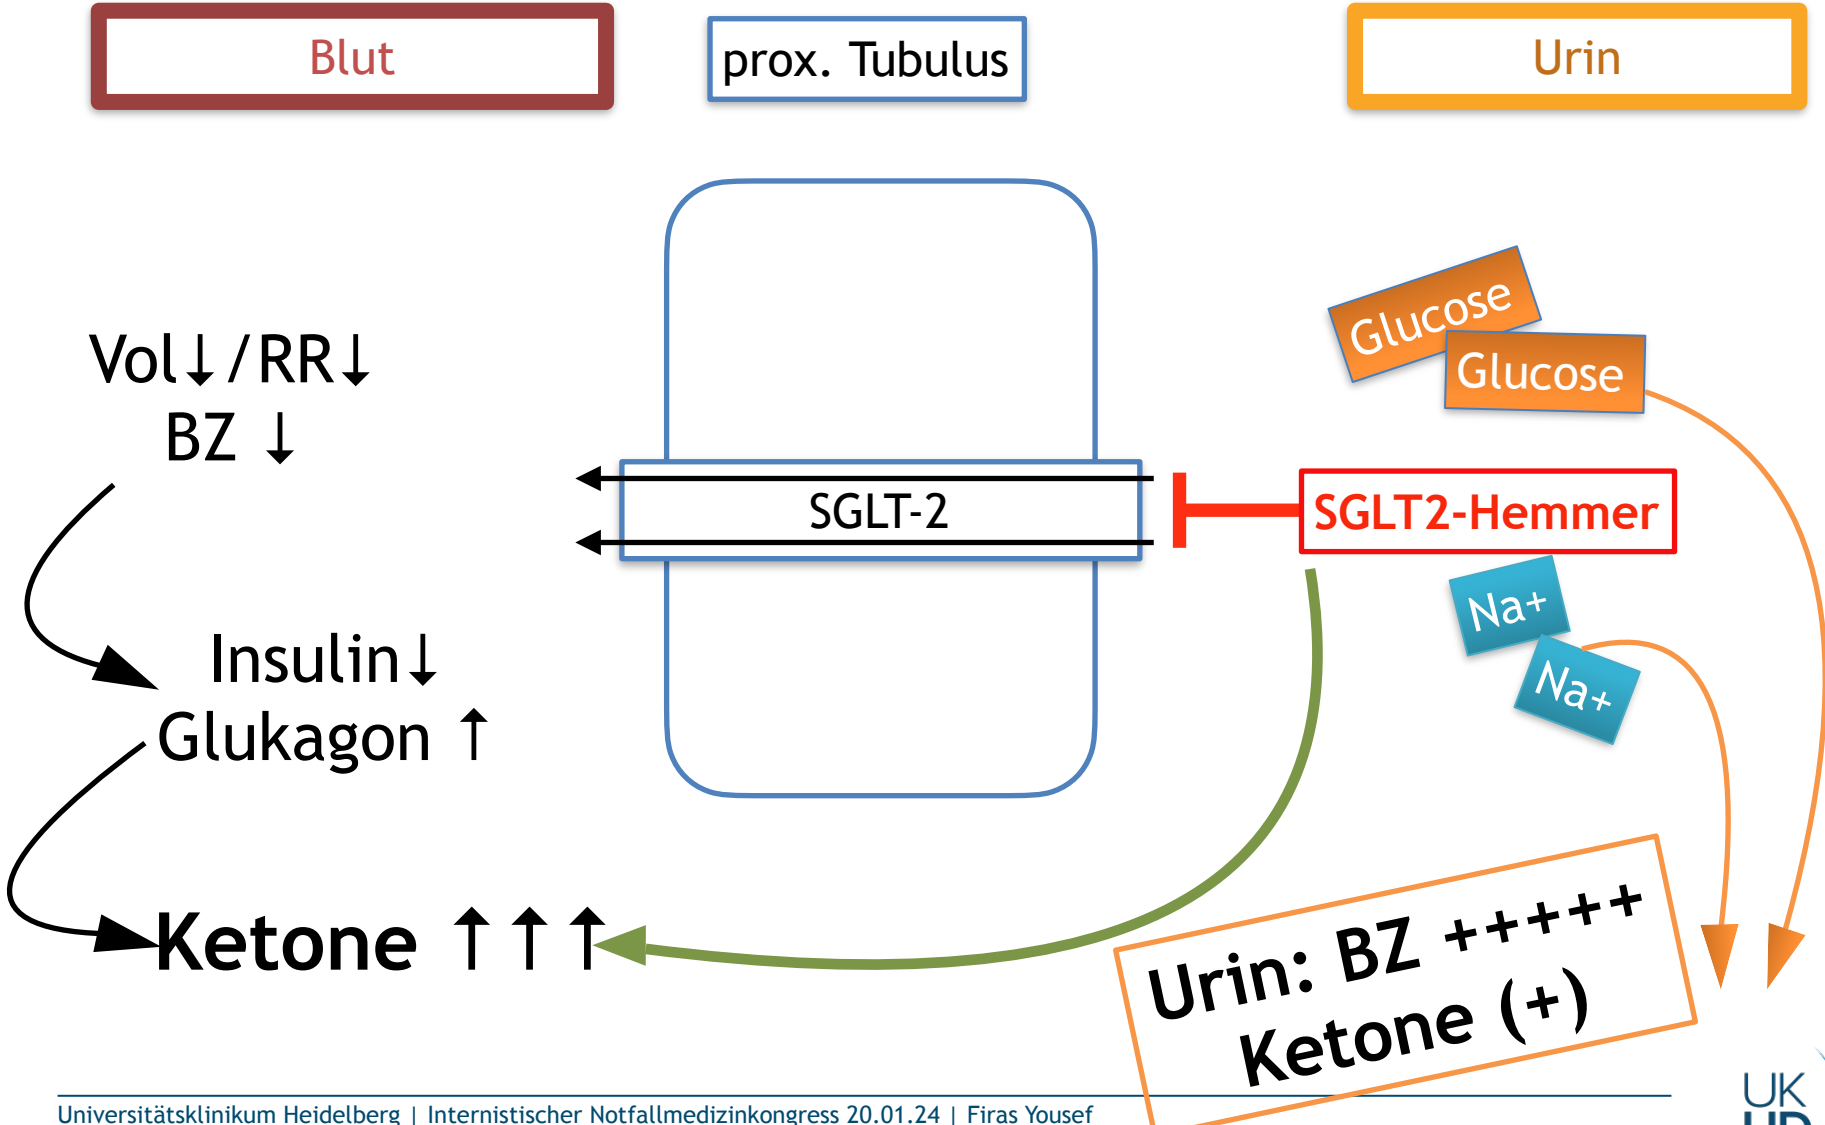 Blut
prox. Tubulus
Urin
Glucose
Glucose
Vol↓/RR↓
BZ ↓
SGLT-2
SGLT2-Hemmer
Na+
Na+
Insulin↓
Glukagon ↑
Ketone ↑↑↑
Urin: BZ +++++
Ketone (+)
Universitätsklinikum Heidelberg | Internistischer Notfallmedizinkongress 20.01.24 | Firas Yousef
UK
HD